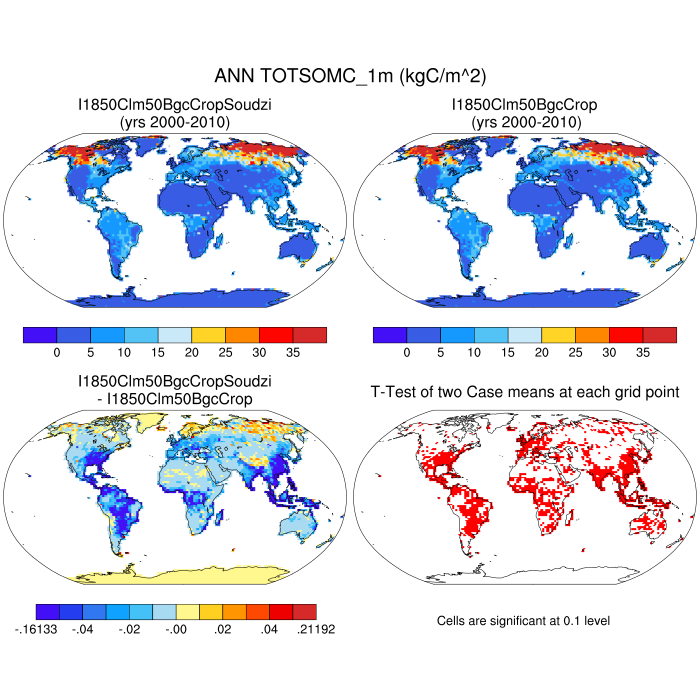 ANN TOTSOMC_1m (kgC/m^2)
I1850Clm50BgcCropSoudzi
(yrs 2000-2010)
I1850Clm50BgcCrop
(yrs 2000-2010)
0 5 10 15 20 25 30 35
0 5 10 15 20 25 30 35
I1850Clm50BgcCropSoudzi
- I1850Clm50BgcCrop
T-Test of two Case means at each grid point
-.16133 -.04 -.02 -.00 .02 .04 .21192
Cells are significant at 0.1 level